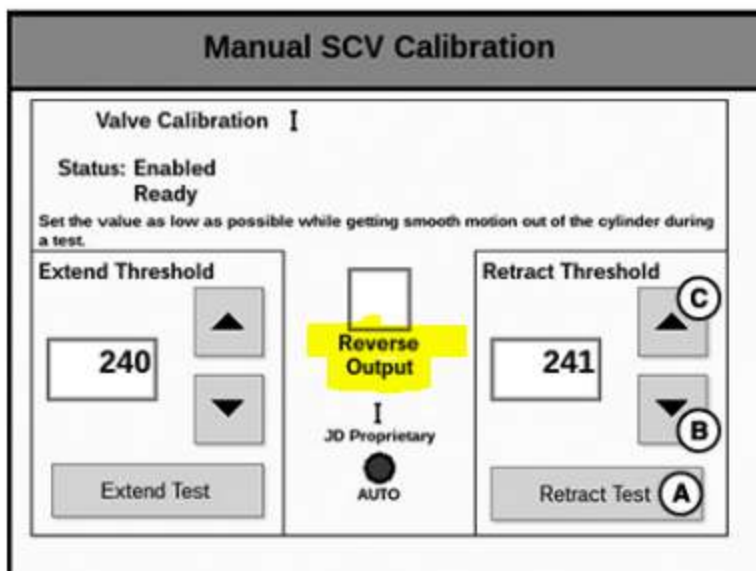 Manual SCV Calibration
Valve Calibration I
Status: Enabled
Ready
Set the value as low as possible while getting smooth motion out of the cylinder during
a test.
Extend Threshold
240
Extend Test
Reverse
Output
I
JD Proprietary
AUTO
Retract Threshold
C
241
B
Retract Test A